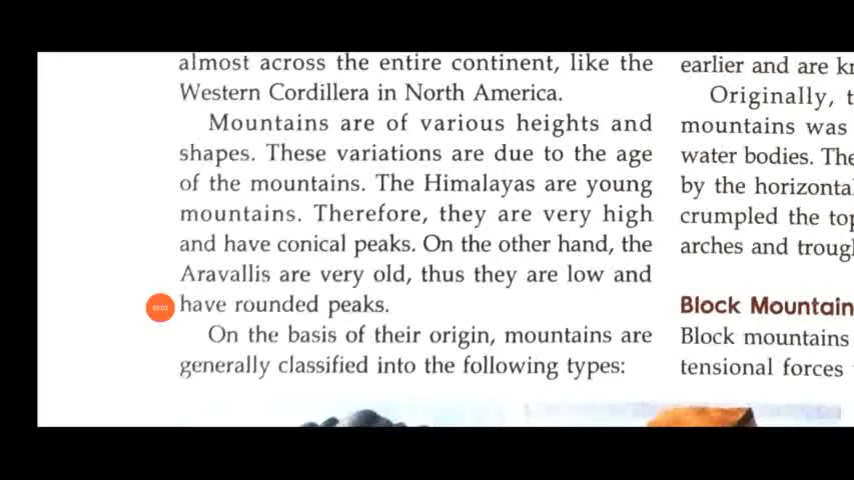 almost across the entire continent, like the
Western Cordillera in North America.
Mountains are of various heights and
shapes. These variations are due to the age
of the mountains. The Himalayas are young
mountains. Therefore, they are very high
and have conical peaks. On the other hand, the
Aravallis are very old, thus they are low and
have rounded peaks.
On the basis of their origin, mountains are
generally classified into the following types:
earlier and are
Originally,
mountains was
water bodies.
by the
crumpled the
arches and
Block Mountain
Block mountains
tensional forces